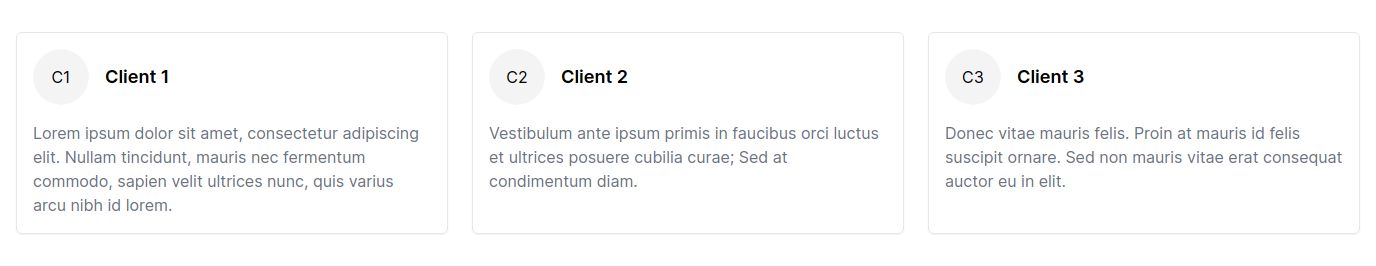 C1
Client 1
Lorem ipsum dolor sit amet, consectetur adipiscing
elit. Nullam tincidunt, mauris nec fermentum
commodo, sapien velit ultrices nunc, quis varius
arcu nibh id lorem.
C2
Client 2
Vestibulum ante ipsum primis in faucibus orci luctus
et ultrices posuere cubilia curae; Sed at
condimentum diam.
C3
Client 3
Donec vitae mauris felis. Proin at mauris id felis
suscipit ornare. Sed non mauris vitae erat consequat
auctor eu in elit.